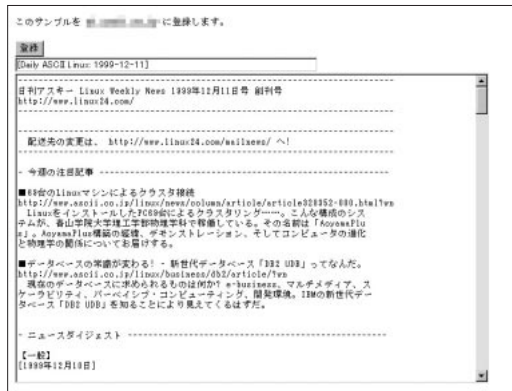 このサンプルを に登録します。
登録
[Daily ASCII Linux 1999-12-11]
--------------------------------------------------------------------------
日刊アスキー Linux Weekly News 1999年12月11日号 創刊号
http://www.linux24.com/
--------------------------------------------------------------------------
--------------------------------------------------------------------------
配送先の変更は、 http://www.linux24.com/mailnews/ へ!
--------------------------------------------------------------------------
- 今週の注目記事 ---------------------------------------------------------
■69台のLinuxマシンによるクラスタ接続
http://www.ascii.co.jp/linux/news/column/article/article328352-000.html?wn
LinuxをインストールしたPC69台によるクラスタリング……。こんな構成のシス
テムが、青山学院大学理工学部物理学科で稼働している。その名前は「AoyamaPlu
s」。AoyamaPlus構築の経緯、デモンストレーション、そしてコンピュータの進化
と物理学の関係についてお届けする。
■データベースの常識が変わる! - 新世代データベース「DB2 UDB」ってなんだ。
http://www.ascii.co.jp/linux/business/db2/article/?wn
現在のデータベースに求められるものは何か? e-business、マルチメディア、ス
ケーラビリティ、パーベイシブ・コンピューティング、開発環境。IBMの新世代デー
タベース「DB2 UDB」を知ることにより見えてくるはずだ。
- ニュースダイジェスト ---------------------------------------------------
【一般】
[1999年12月10日]